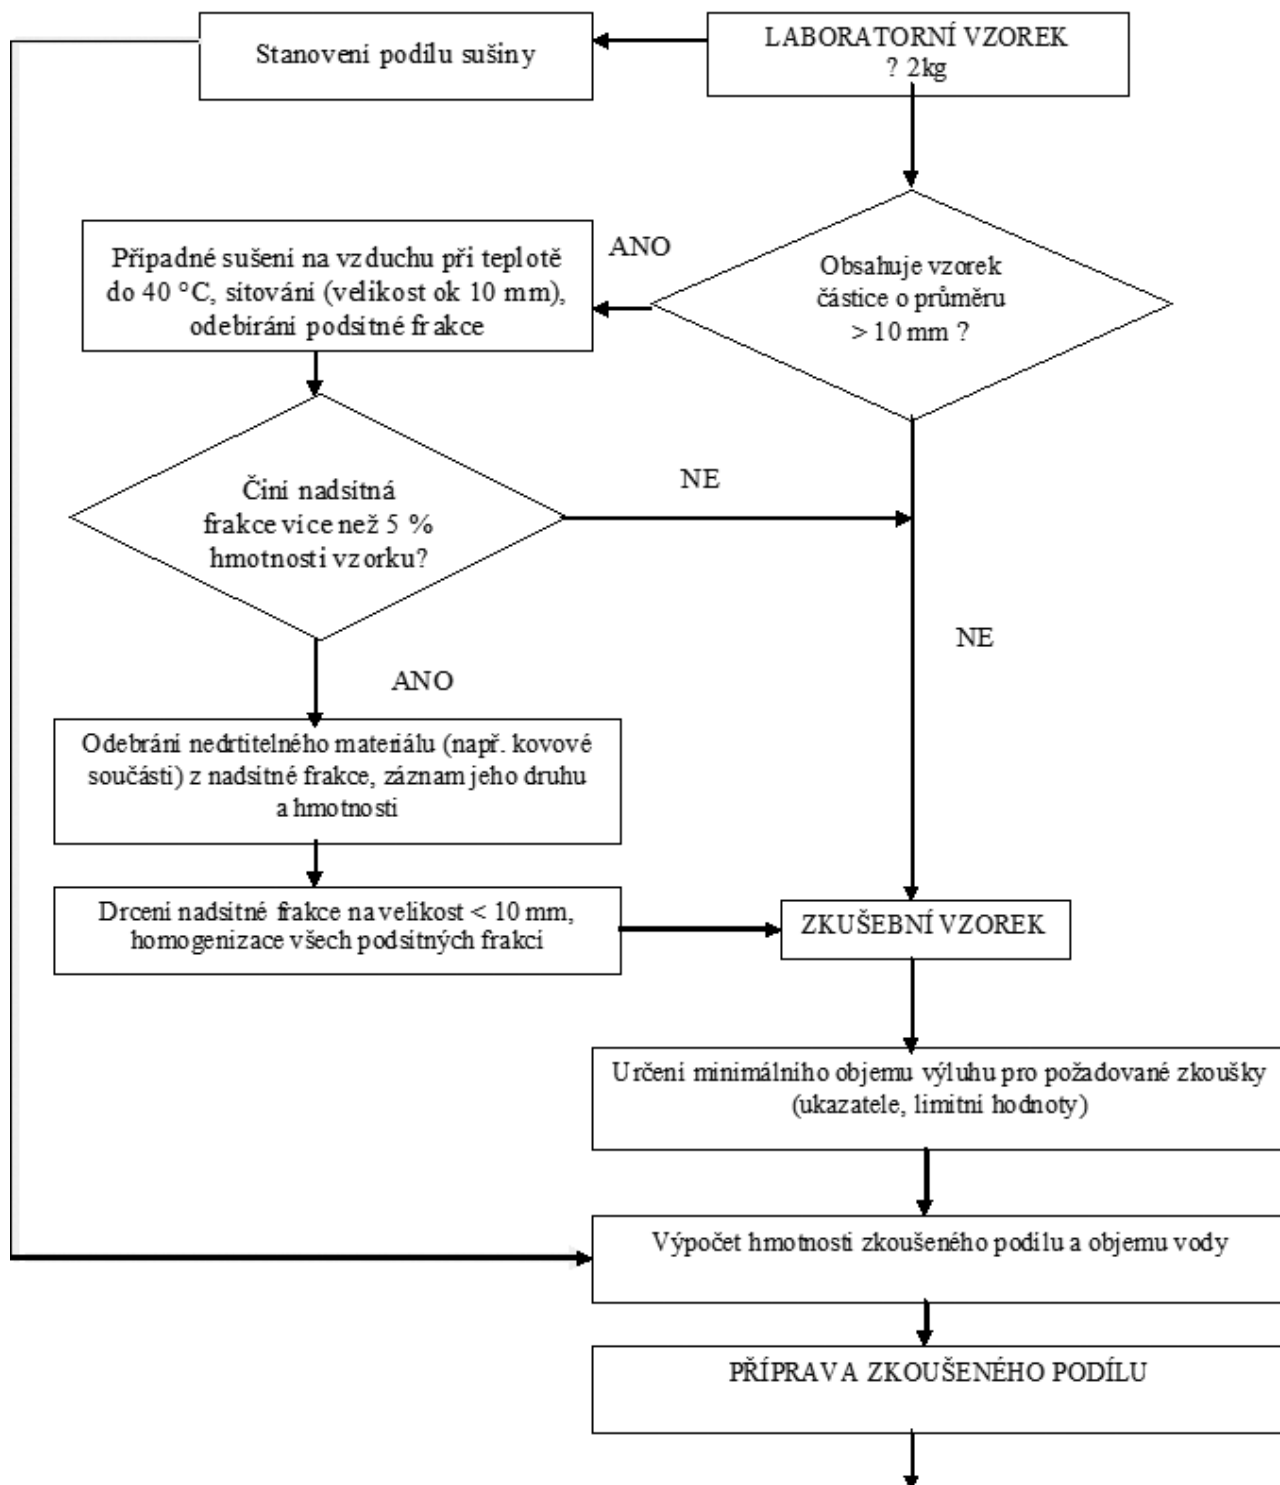 Stanovení podílu sušiny
LABORATORNÍ VZOREK
? 2kg
ANO
Případné sušení na vzduchu při teplotě
do 40 °C, sítování (velikost ok 10 mm),
odebírání podsítné frakce
Obsahuje vzorek
částice o průměru
> 10 mm ?
Činí nadsítná
frakce více než 5 %
hmotnosti vzorku?
NE
NE
ANO
Odebrání nedrtitelného materiálu (např. kovové
součásti) z nadsítné frakce, záznam jeho druhu
a hmotnosti
Drcení nadsítné frakce na velikost < 10 mm,
homogenizace všech podsítných frakcí
ZKUŠEBNÍ VZOREK
Určení minimálního objemu výluhu pro požadované zkoušky
(ukazatele, limitní hodnoty)
Výpočet hmotnosti zkoušeného podílu a objemu vody
PŘÍPRAVA ZKOUŠENÉHO PODÍLU